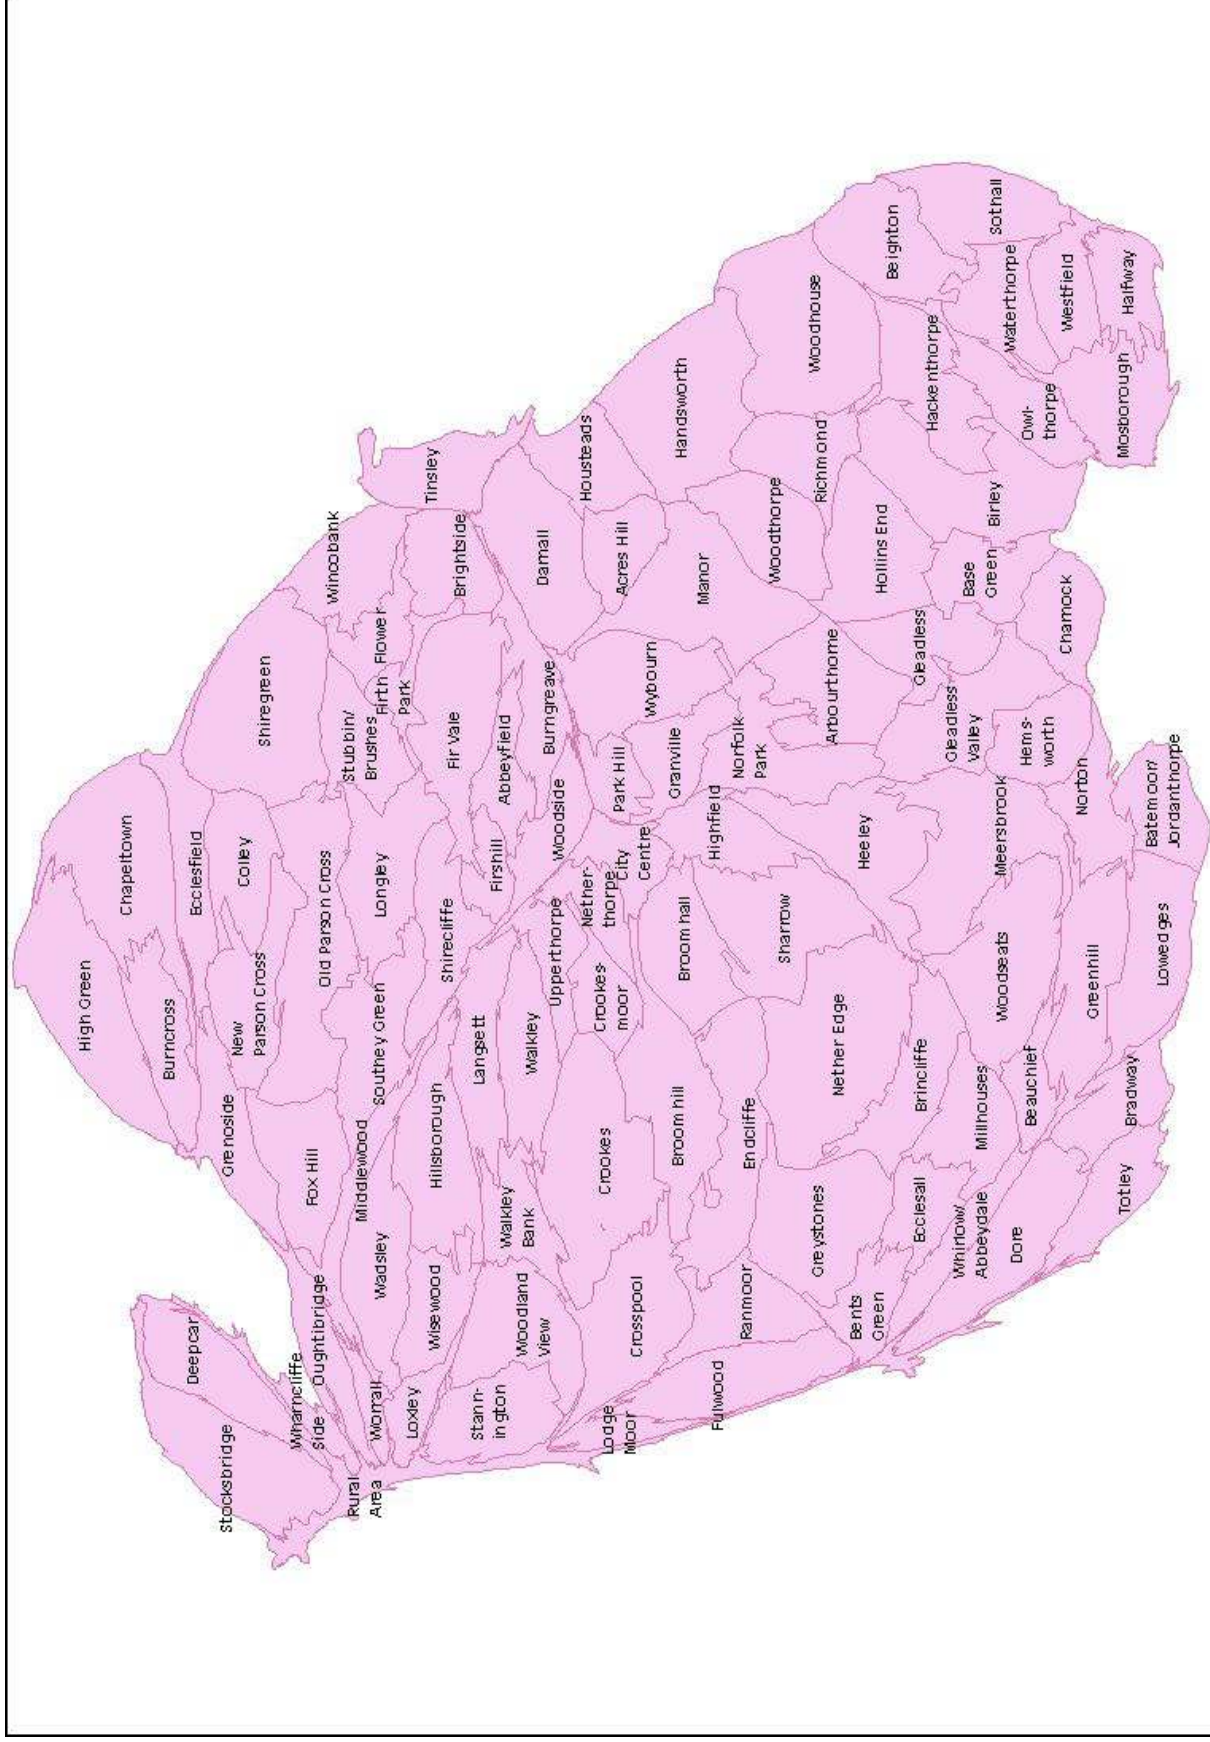 High Green
Chapeltown
Burncross
Deepcar
Ecclesfield
Stocksbridge
Grenoside
New
Parson Cross
Colley
Shiregreen
Wharncliffe
Side
Oughtibridge
Fox Hill
Old Parson Cross
Wincobank
Rural
Area
Middlewood
Stubbin/
Brushes
Worrall
Wadsley
Southey Green
Longley
Firth
Park
Flower
Loxley
Wisewood
Hillsborough
Shirecliffe
Fir Vale
Brightside
Tinsley
Stann-
ington
Langsett
Firshill
Abbeyfield
Woodland
View
Walkley
Bank
Walkley
Upperthorpe
Woodside
Burngreave
Darnall
Housteads
Lodge
Moor
Crosspool
Crookes
Crookes-
moor
Nether-
thorpe
City
Centre
Park Hill
Acres Hill
Wybourn
Broomhill
Broomhall
Granville
Handsworth
Fulwood
Ranmoor
Endcliffe
Highfield
Norfolk
Park
Manor
Sharrow
Woodthorpe
Greystones
Nether Edge
Arbourthorne
Richmond
Woodhouse
Bents
Green
Heeley
Hollins End
Beighton
Ecclesall
Brincliffe
Gleadless
Hackenthorpe
Whirlow/
Abbeydale
Millhouses
Gleadless
Valley
Base
Green
Birley
Dore
Beauchief
Woodseats
Meersbrook
Hems-
worth
Owl-
thorpe
Waterthorpe
Sothall
Charnock
Westfield
Greenhill
Norton
Totley
Bradway
Mosborough
Halfway
Lowedges
Batemoor/
Jordanthorpe